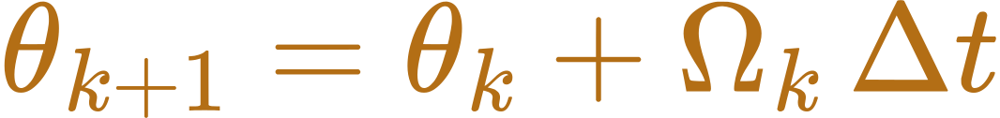 θ_{k+1} = θ_k + Ω_k Δt